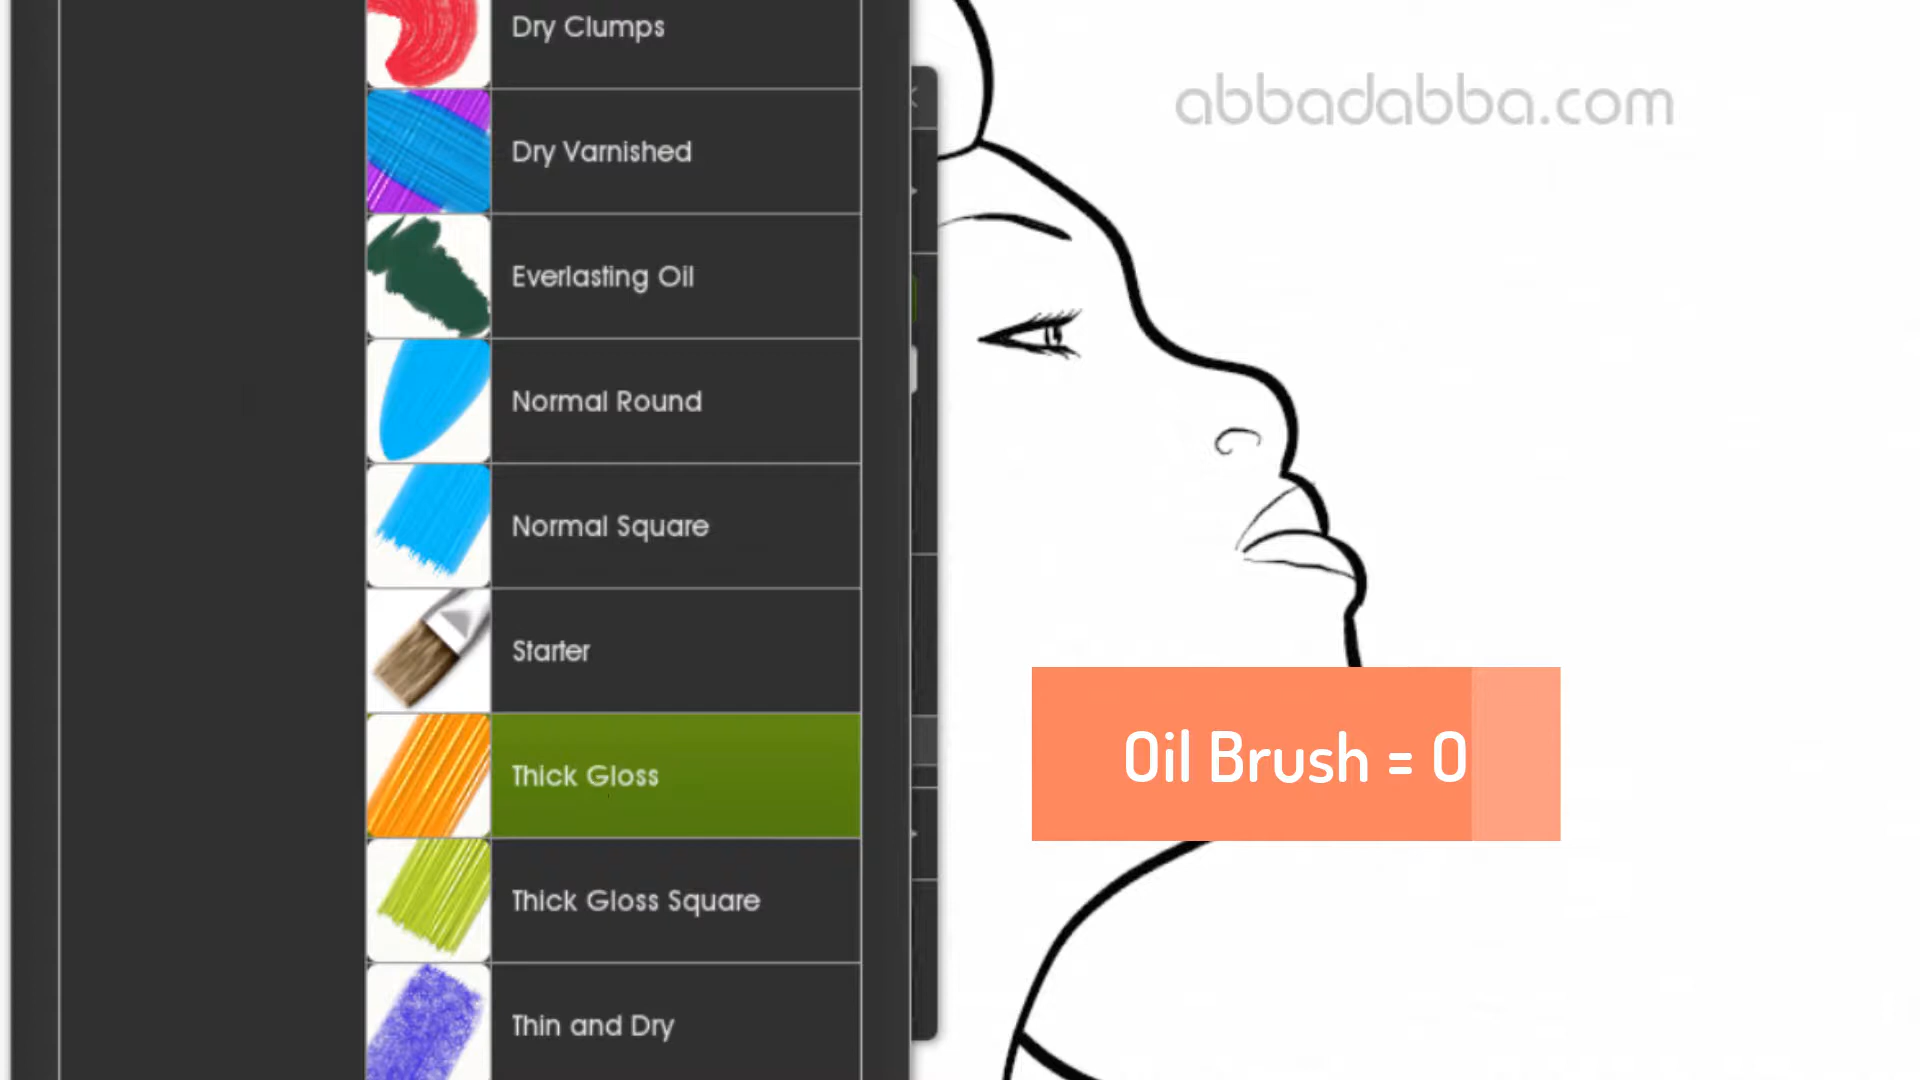 Dry Clumps
abbadabba.com
Dry Varnished
Everlasting Oil
Normal Round
Normal Square
Starter
Thick Gloss
Oil Brush = O
Thick Gloss Square
Thin and Dry